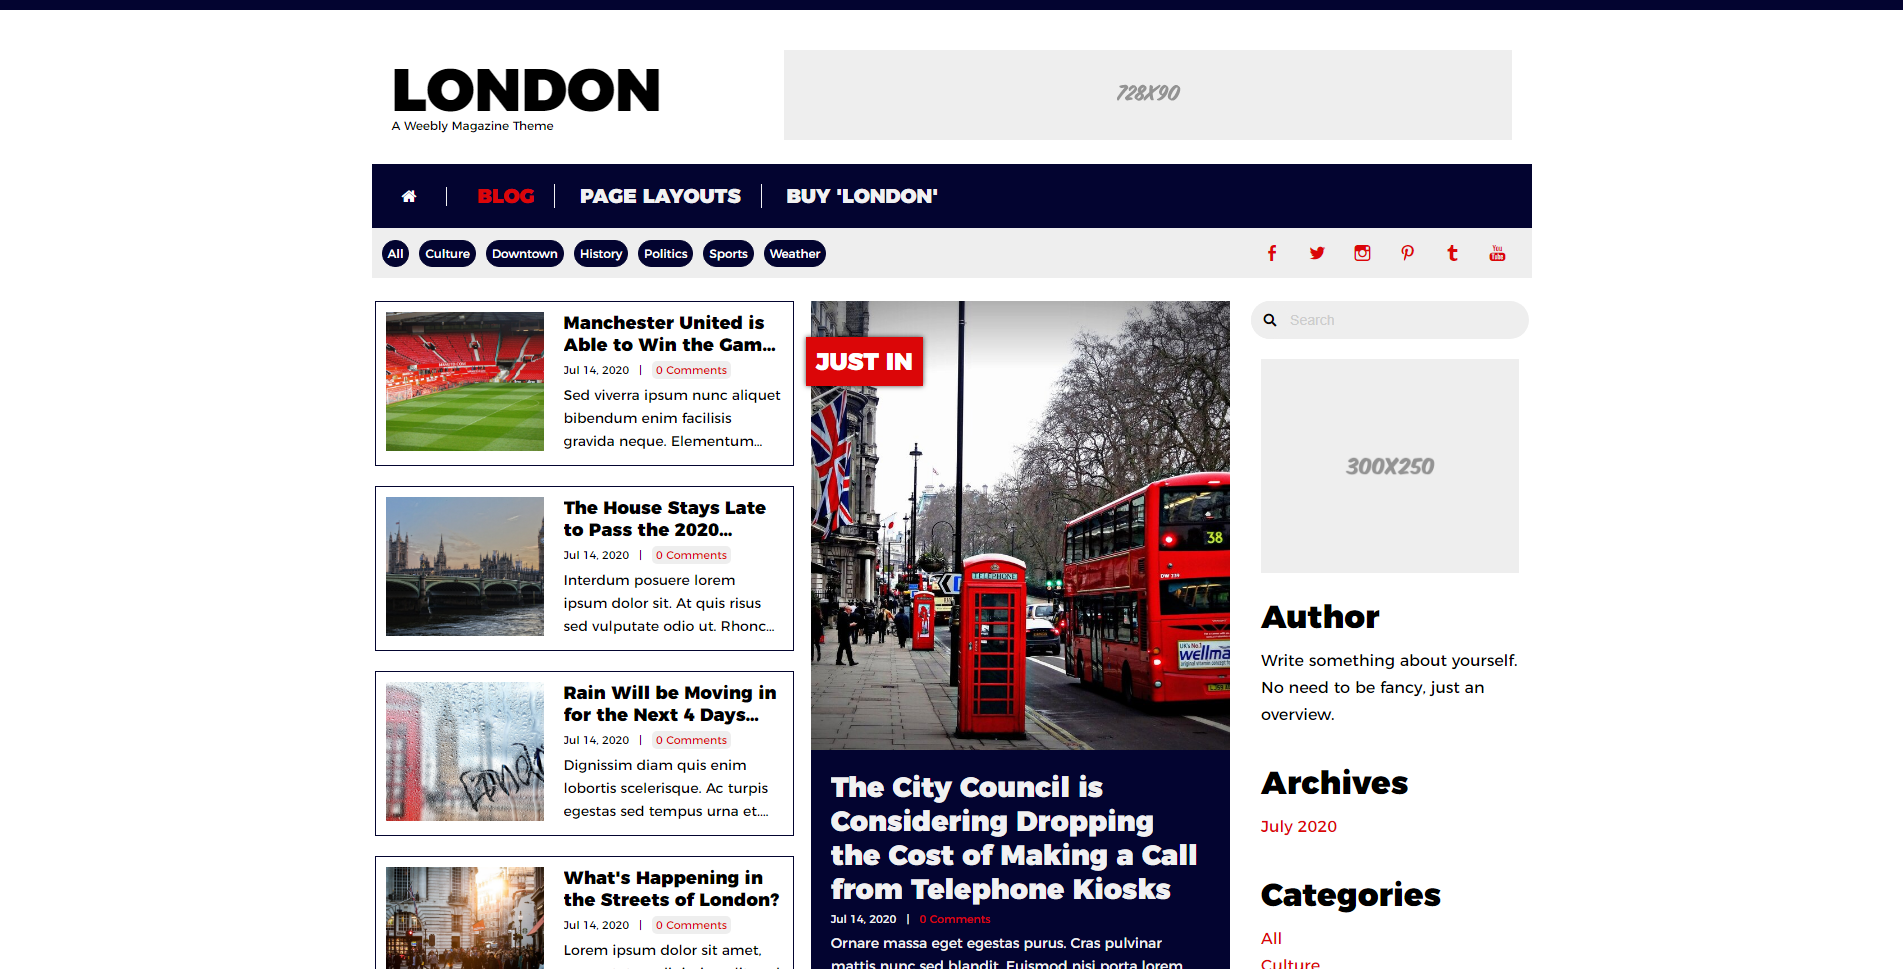 LONDON
A Weebly Magazine Theme
728X90
BLOG
PAGE LAYOUTS
BUY 'LONDON'
All
Culture
Downtown
History
Politics
Sports
Weather
You
Tube
Search
Manchester United is
Able to Win the Gam...
Jul 14, 2020 | 0 Comments
Sed viverra ipsum nunc aliquet
bibendum enim facilisis
gravida neque. Elementum...
The House Stays Late
to Pass the 2020...
Jul 14, 2020 | 0 Comments
Interdum posuere lorem
ipsum dolor sit. At quis risus
sed vulputate odio ut. Rhonc...
Rain Will be Moving in
for the Next 4 Days...
Jul 14, 2020 | 0 Comments
Dignissim diam quis enim
lobortis scelerisque. Ac turpis
egestas sed tempus urna et....
What's Happening in
the Streets of London?
Jul 14, 2020 | 0 Comments
Lorem ipsum dolor sit amet,
JUST IN
38
TELEPHONE
UK's No.1
wellma
The City Council is
Considering Dropping
the Cost of Making a Call
from Telephone Kiosks
Jul 14, 2020 | 0 Comments
Ornare massa eget egestas purus. Cras pulvinar
mattis nunc sed blandit. Euismod nisi porta lorem
300X250
Author
Write something about yourself.
No need to be fancy, just an
overview.
Archives
July 2020
Categories
All
Culture